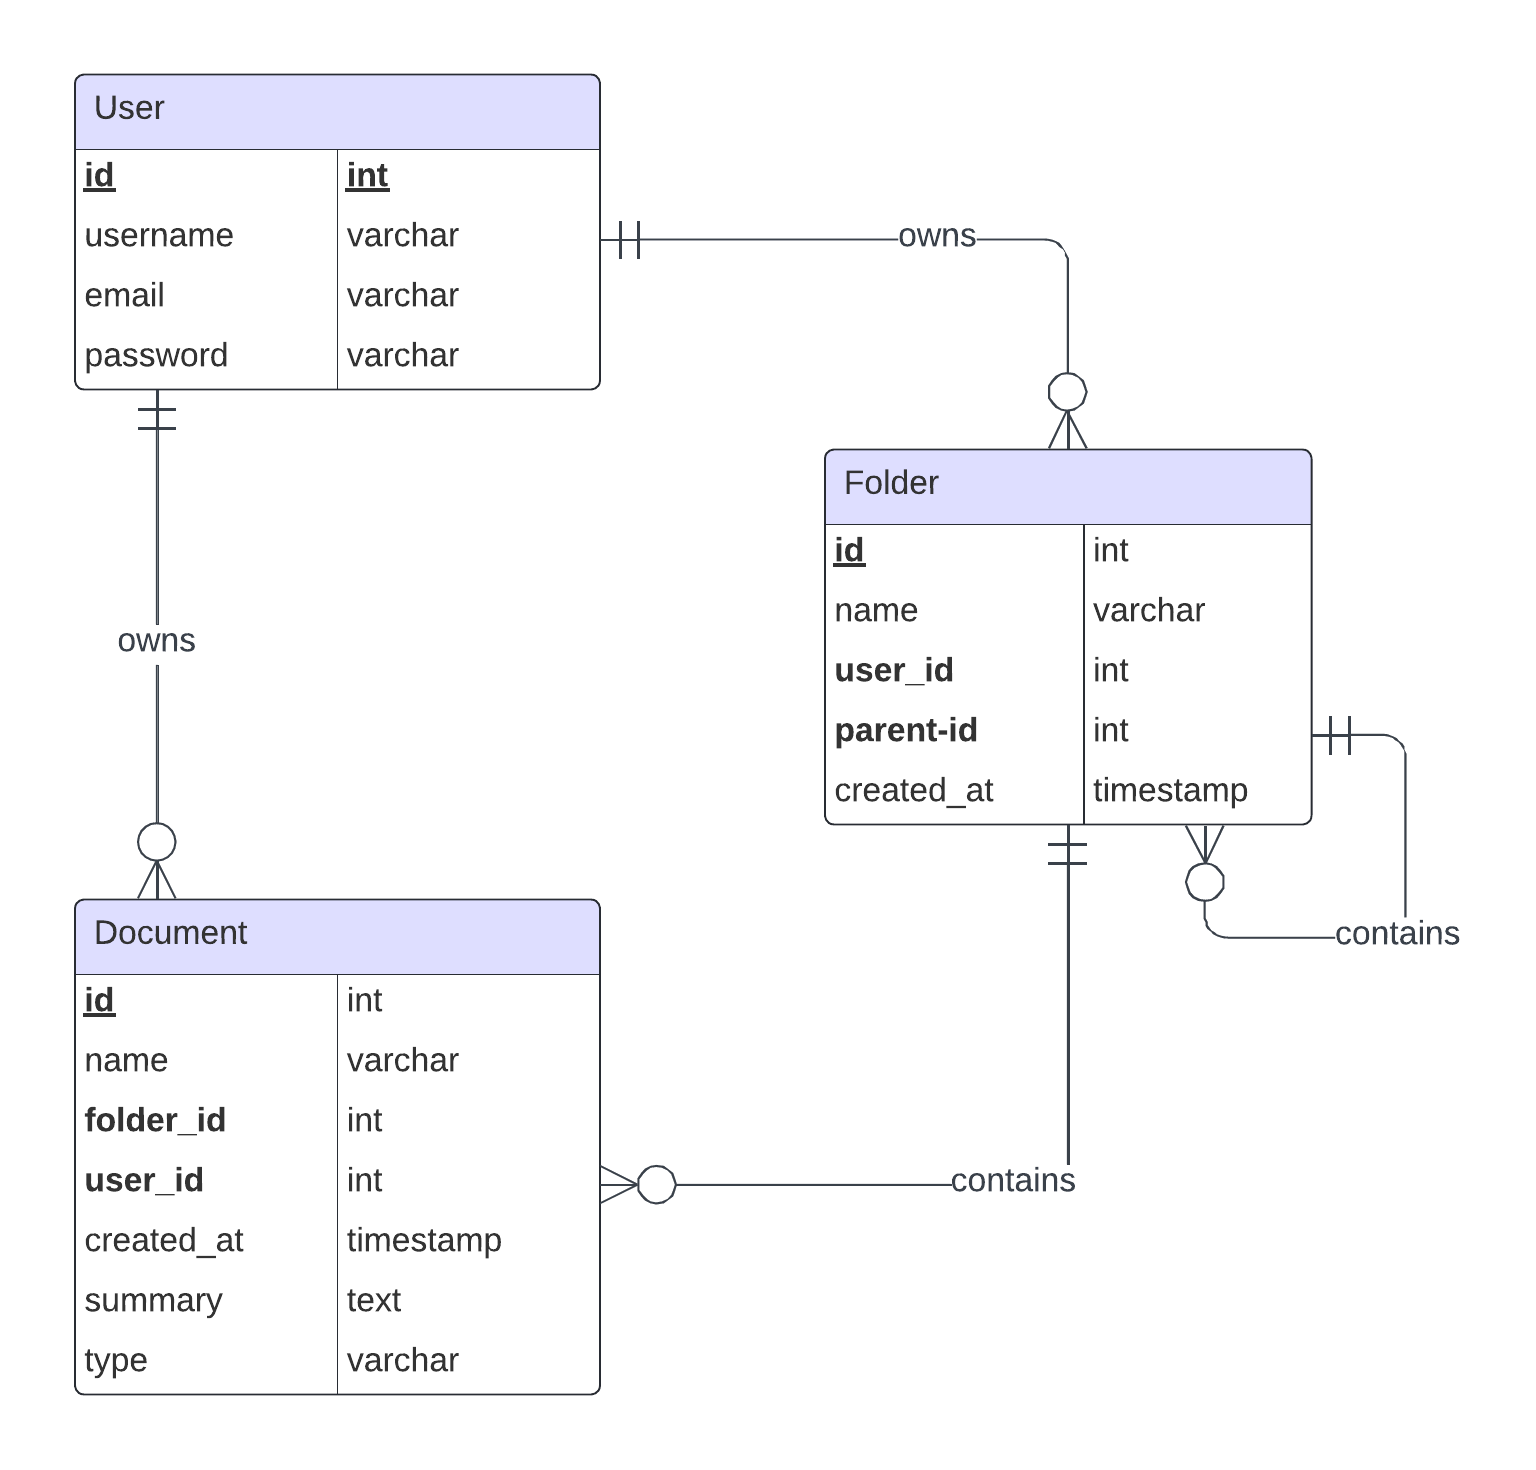 User
id int
username varchar
email varchar
password varchar
owns
owns
Folder
id int
name varchar
user_id int
parent-id int
created_at timestamp
contains
Document
id int
name varchar
folder_id int
user_id int
created_at timestamp
summary text
type varchar
contains